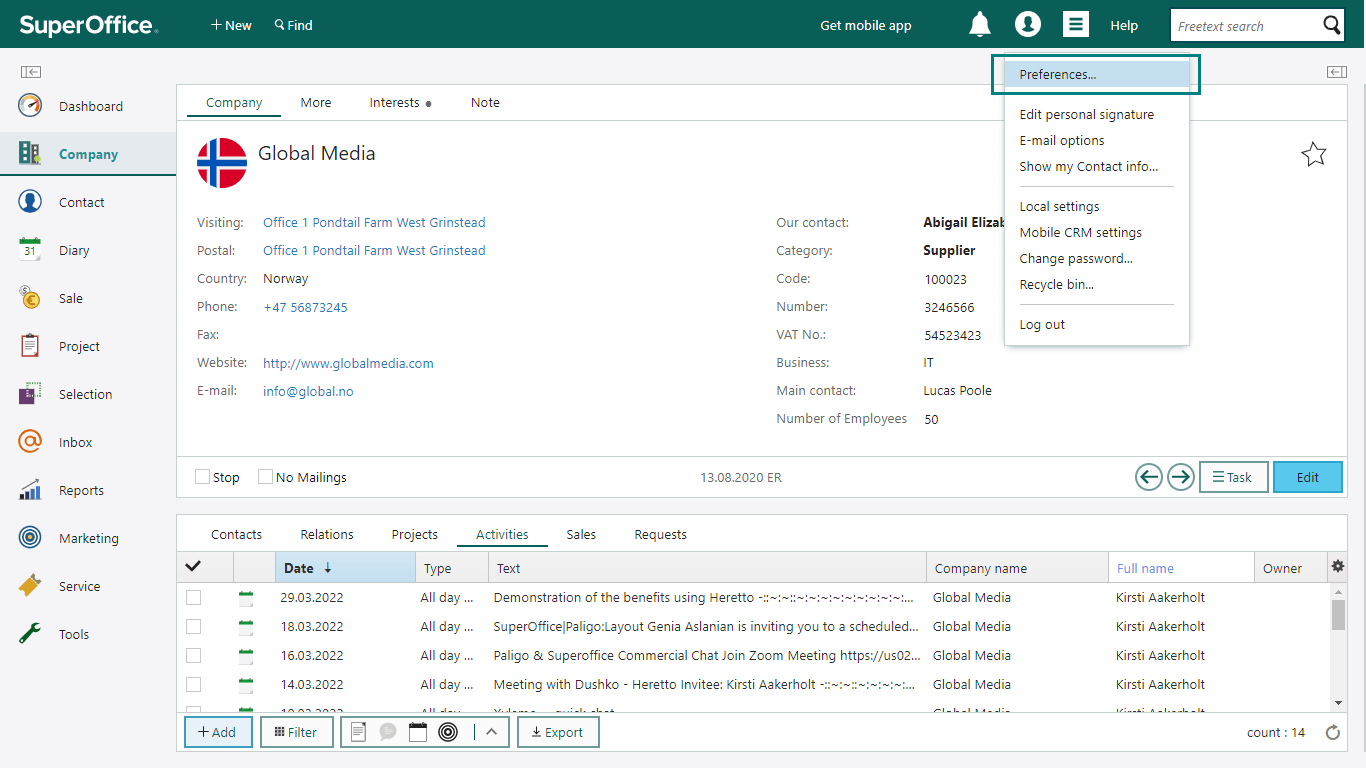 SuperOffice.
+ New
Find
Get mobile app
Help
Freetext search
Preferences...
Edit personal signature
E-mail options
Show my Contact info...
Local settings
Mobile CRM settings
Change password...
Recycle bin...
Log out
Dashboard
Company
Contact
Diary
31
Sale
Project
Selection
Inbox
Reports
Marketing
Service
Tools
Company More Interests Note
Global Media
Visiting: Office 1 Pondtail Farm West Grinstead
Postal: Office 1 Pondtail Farm West Grinstead
Country: Norway
Phone: +47 56873245
Fax:
Website: http://www.globalmedia.com
E-mail: info@global.no
Our contact: Abigail Elizab
Category: Supplier
Code: 100023
Number: 3246566
VAT No.: 54523423
Business: IT
Main contact: Lucas Poole
Number of Employees 50
Stop No Mailings 13.08.2020 ER Task Edit
Contacts Relations Projects Activities Sales Requests
Date Type Text Company name Full name Owner
29.03.2022 All day ... Demonstration of the benefits using Heretto -::~:~::~:~:~:~:~:~:~:~:~:... Global Media Kirsti Aakerholt
18.03.2022 All day ... SuperOffice|Paligo:Layout Genia Aslanian is inviting you to a scheduled... Global Media Kirsti Aakerholt
16.03.2022 All day ... Paligo & Superoffice Commercial Chat Join Zoom Meeting https://us02... Global Media Kirsti Aakerholt
14.03.2022 All day ... Meeting with Dushko - Heretto Invitee: Kirsti Aakerholt -::~:~::~:~:~:~:... Global Media Kirsti Aakerholt
+ Add Filter Export count : 14